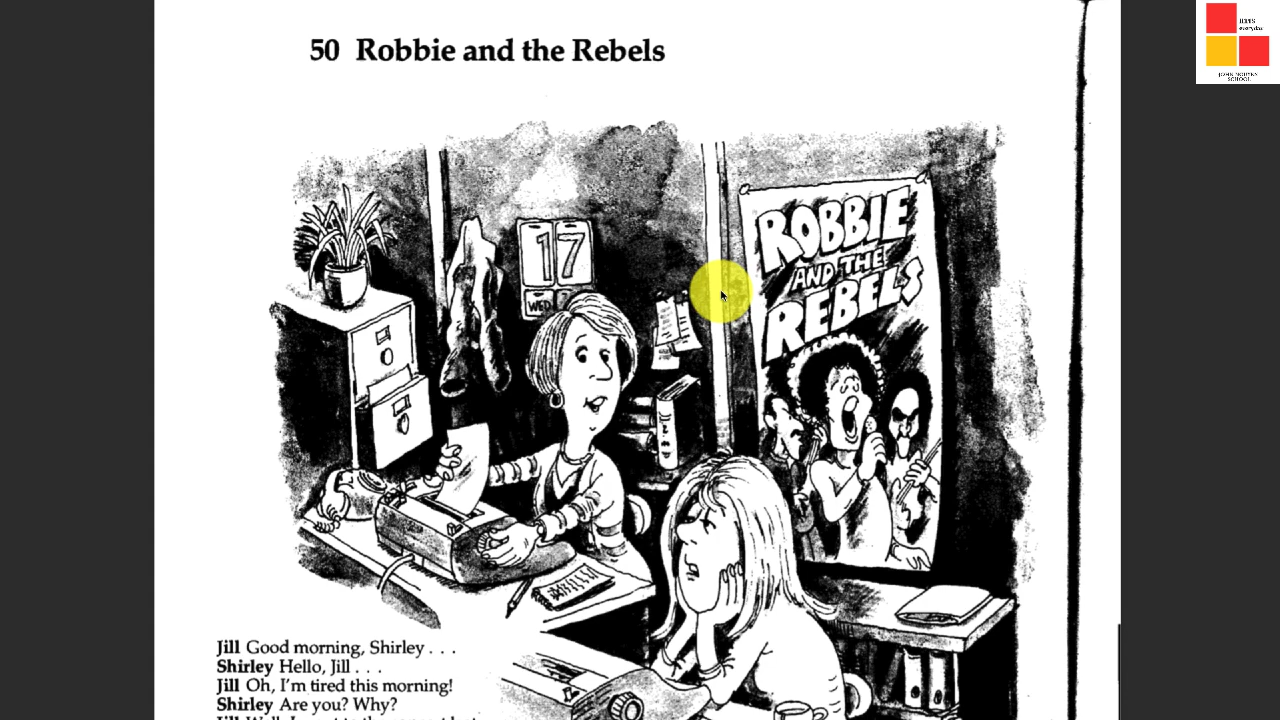 50 Robbie and the Rebels
17
WED
ROBBIE
AND THE
REBELS
Jill Good morning, Shirley . . .
Shirley Hello, Jill . . .
Jill Oh, I'm tired this morning!
Shirley Are you? Why?